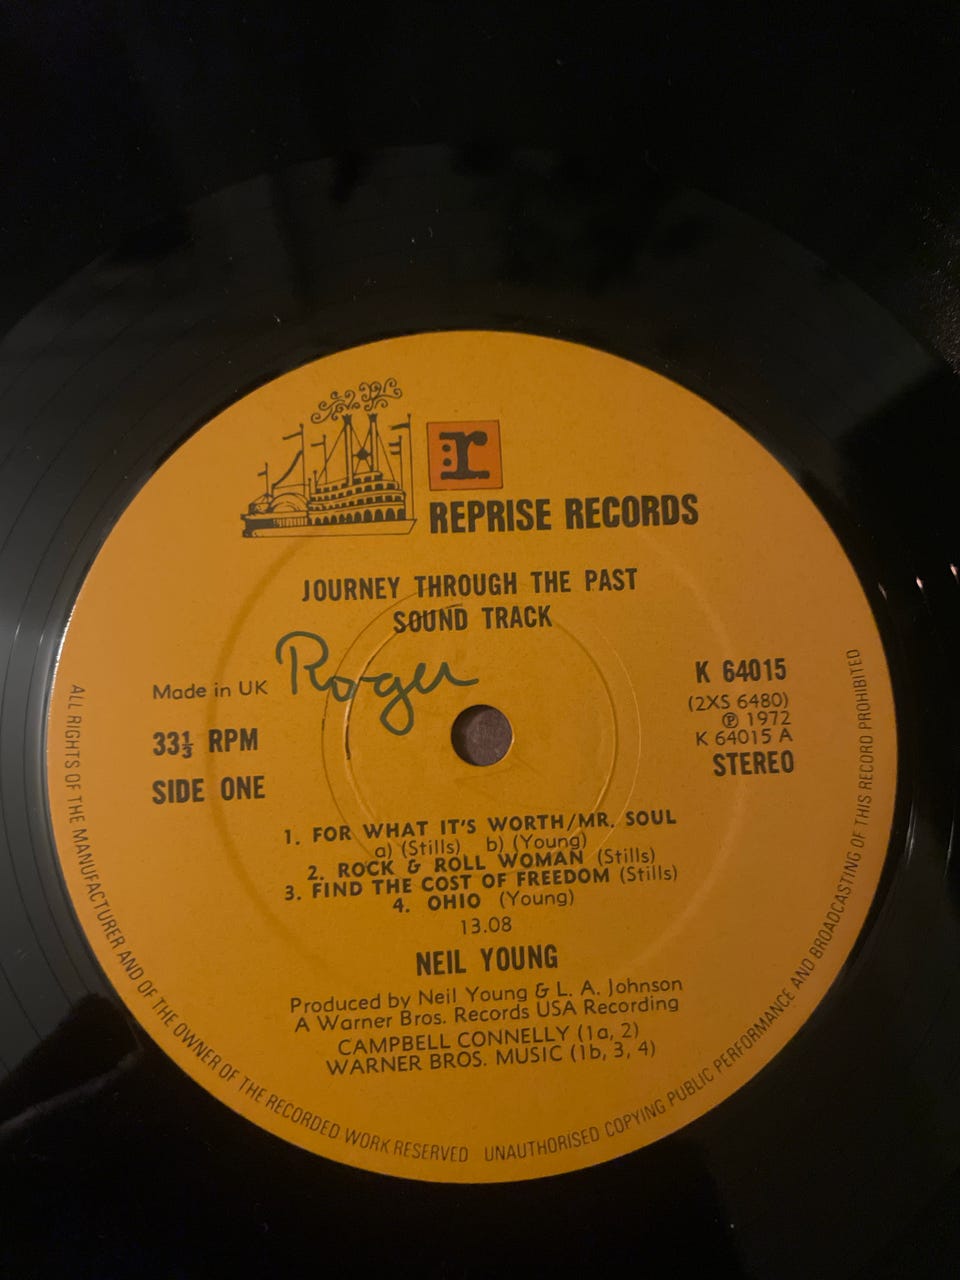 r
REPRISE RECORDS
JOURNEY THROUGH THE PAST
SOUND TRACK
Roger
Made in UK
33⅓ RPM
SIDE ONE
K 64015
(2XS 6480)
℗ 1972
K 64015 A
STEREO
1. FOR WHAT IT'S WORTH/MR. SOUL
a) (Stills) b) (Young)
2. ROCK & ROLL WOMAN (Stills)
3. FIND THE COST OF FREEDOM (Stills)
4. OHIO (Young)
13.08
NEIL YOUNG
Produced by Neil Young & L. A. Johnson
A Warner Bros. Records USA Recording
CAMPBELL CONNELLY (1a, 2)
WARNER BROS. MUSIC (1b, 3, 4)
ALL RIGHTS OF THE MANUFACTURER AND OF THE OWNER OF THE RECORDED WORK RESERVED UNAUTHORISED COPYING PUBLIC PERFORMANCE AND BROADCASTING OF THIS RECORD PROHIBITED